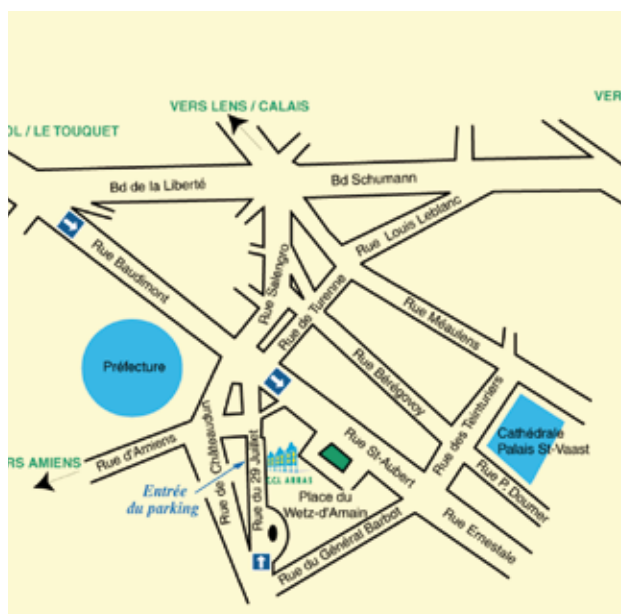 VERS LENS / CALAIS
VER
OL / LE TOUQUET
Bd de la Liberté
Bd Schumann
Rue Louis Leblanc
Rue Baudimont
Rue Salengro
Rue de Turenne
Rue Méaulens
Préfecture
Rue Bérégovoy
Rue des Teinturiers
Rue d'Amiens
Rue de Châteaudun
Rue St-Aubert
Cathédrale
Palais St-Vaast
RS AMIENS
Rue du 29 Juillet
CCI ARRAS
Entrée
du parking
Place du
Wetz-d'Amain
Rue P. Doumer
Rue Ernestale
Rue du Général Barbot